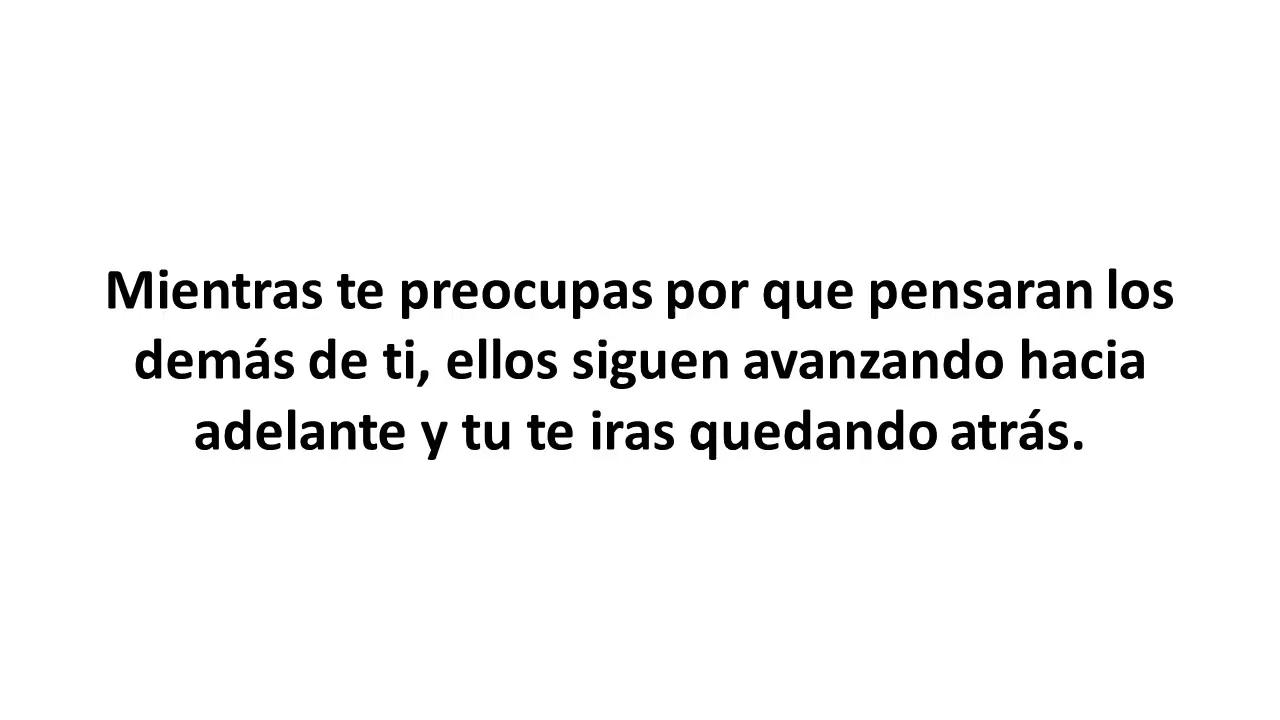 Mientras te preocupas por que pensaran los
demás de ti, ellos siguen avanzando hacia
adelante y tu te iras quedando atrás.